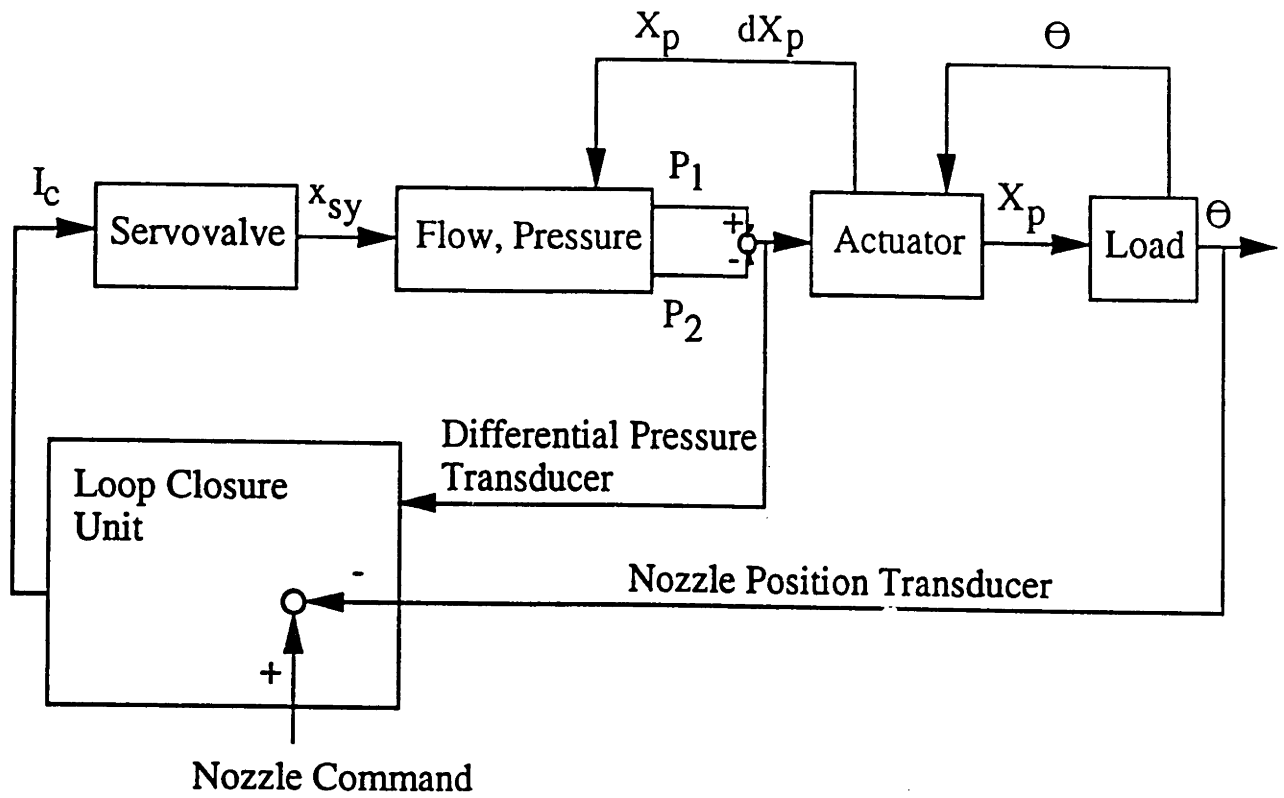 Xp dXp Θ
Ic
Servovalve
xsy
Flow, Pressure
P1
+
-
P2
Actuator
Xp
Load
Θ
Differential Pressure
Transducer
Loop Closure
Unit
-
+
Nozzle Position Transducer
Nozzle Command